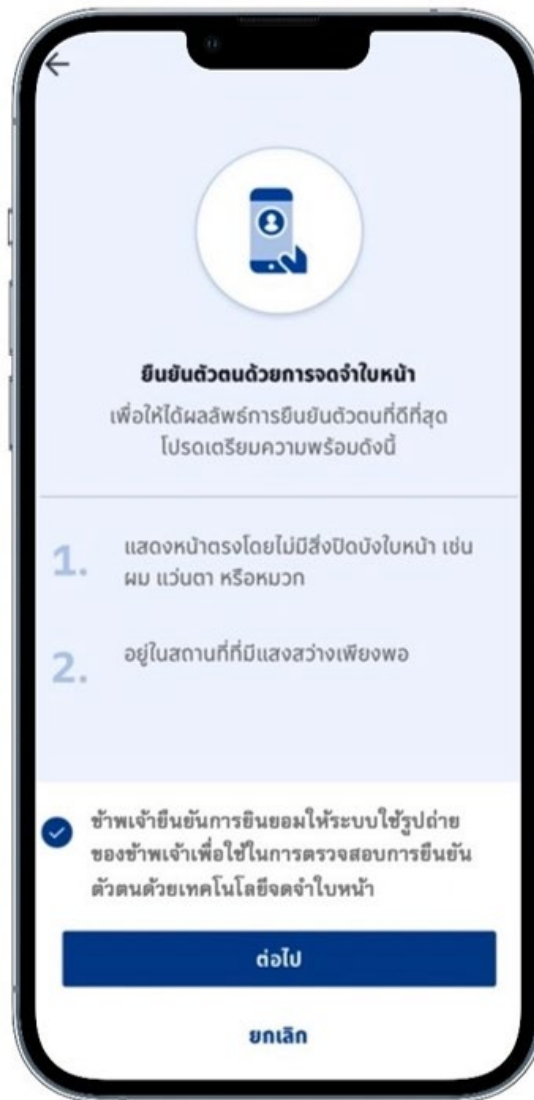 ยืนยันตัวตนด้วยการจดจำใบหน้า
เพื่อให้ได้ผลลัพธ์การยืนยันตัวตนที่ดีที่สุด
โปรดเตรียมความพร้อมดังนี้
1. แสดงหน้าตรงโดยไม่มีสิ่งปิดบังใบหน้า เช่น
ผม แว่นตา หรือหมวก
2. อยู่ในสถานที่ที่มีแสงสว่างเพียงพอ
ข้าพเจ้ายืนยันการยินยอมให้ระบบใช้รูปถ่าย
ของข้าพเจ้าเพื่อใช้ในการตรวจสอบการยืนยัน
ตัวตนด้วยเทคโนโลยีจดจำใบหน้า
ต่อไป
ยกเลิก